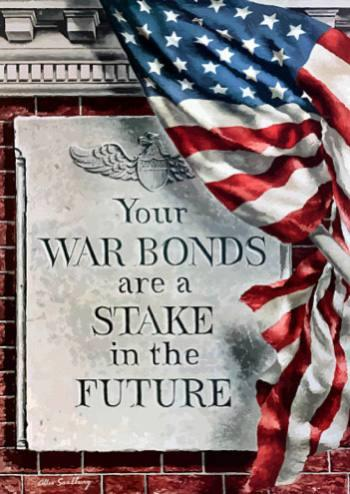 Your
WAR BONDS
are a
STAKE
in the
FUTURE